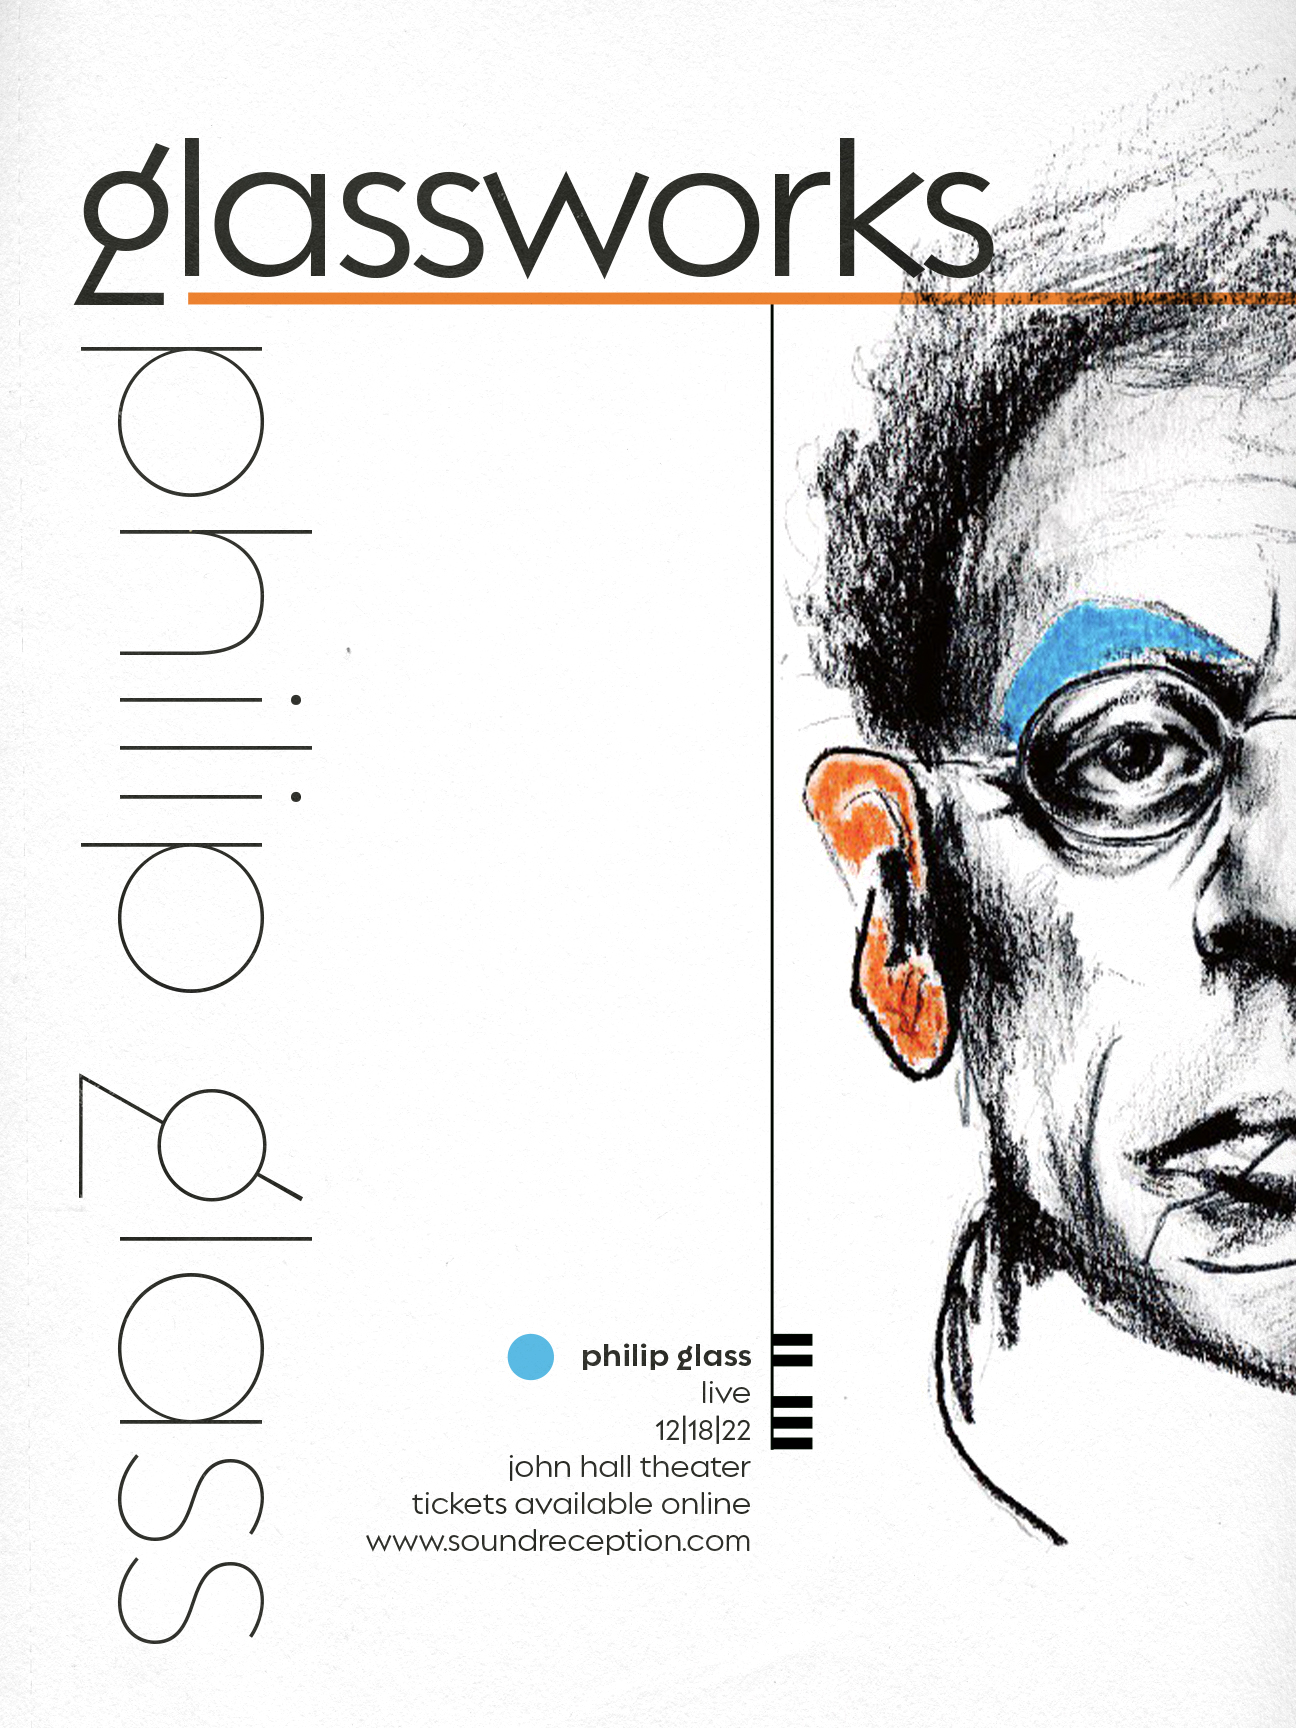 glassworks
philip glass
philip glass
live
12|18|22
john hall theater
tickets available online
www.soundreception.com